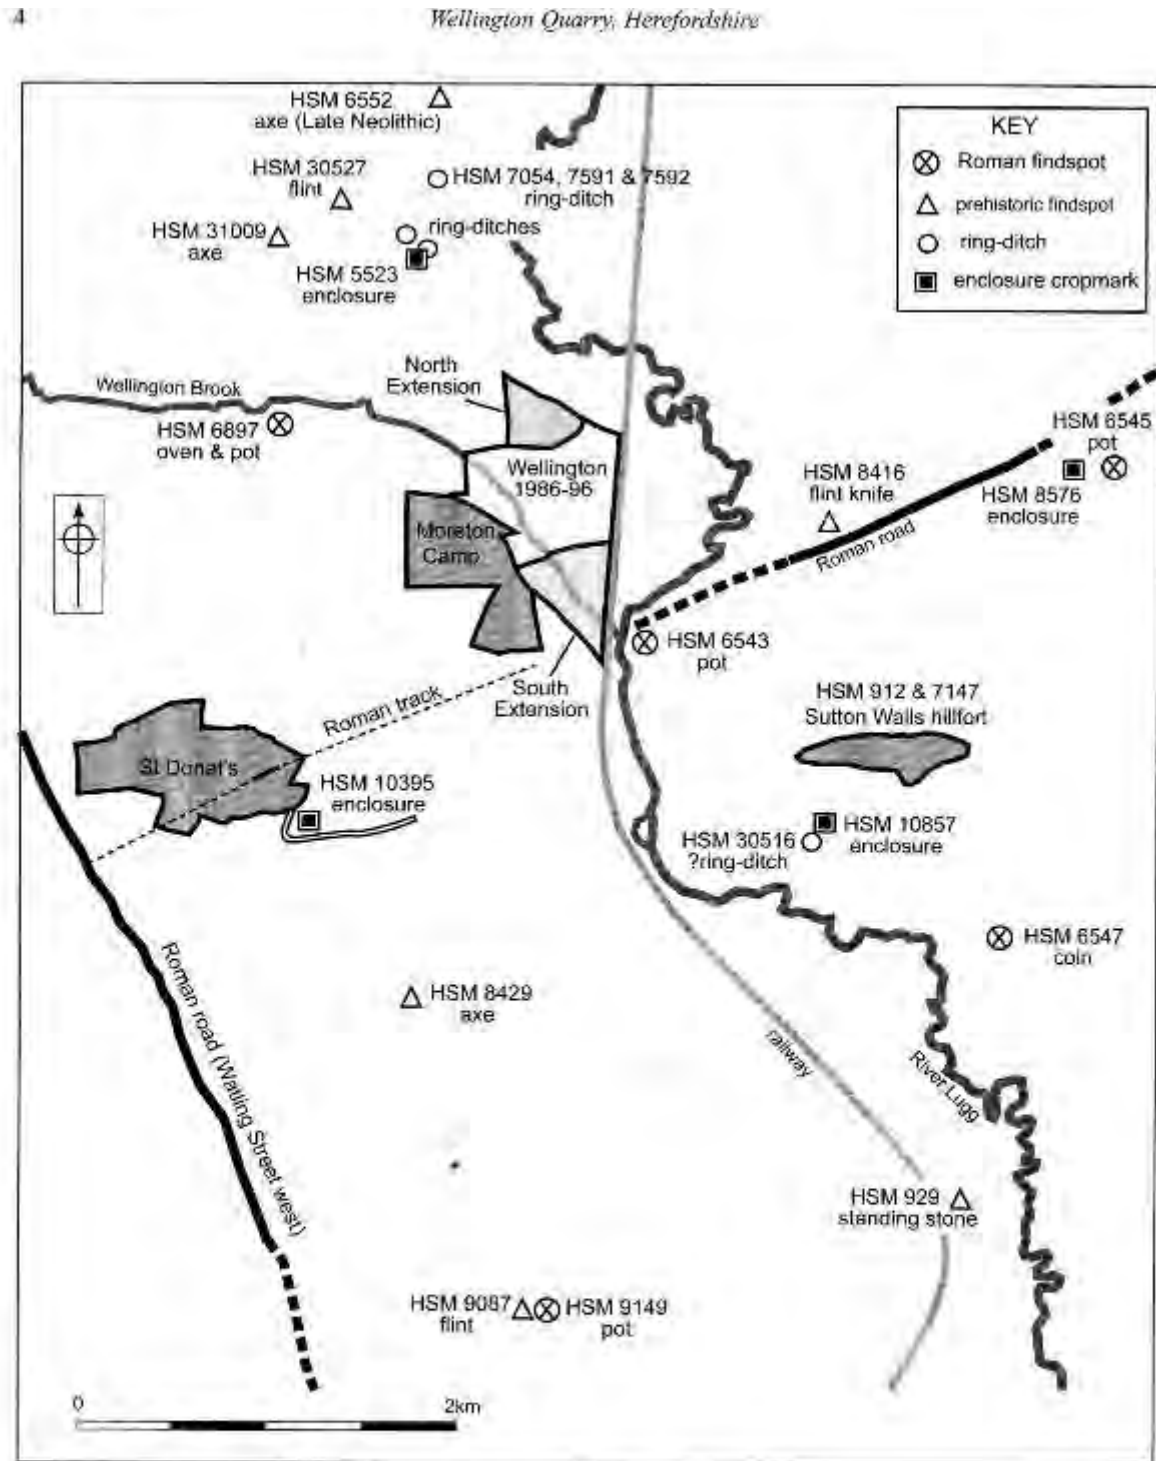 4
Wellington Quarry, Herefordshire
HSM 6552
axe (Late Neolithic)
KEY
Roman findspot
prehistoric findspot
ring-ditch
enclosure cropmark
HSM 30527
flint
HSM 7054, 7591 & 7592
ring-ditch
HSM 31009
axe
ring-ditches
HSM 5523
enclosure
North
Extension
Wellington Brook
HSM 6897
oven & pot
Wellington
1986-96
Moreton
Camp
HSM 6545
pot
HSM 8416
flint knife
HSM 8576
enclosure
Roman road
HSM 6543
pot
South
Extension
Roman track
HSM 912 & 7147
Sutton Walls hillfort
St Donat's
HSM 10395
enclosure
HSM 30516
?ring-ditch
HSM 10857
enclosure
HSM 6547
coin
HSM 8429
axe
Roman road (Watling Street west)
railway
River Lugg
HSM 929
standing stone
HSM 9087
flint
HSM 9149
pot
0
2km